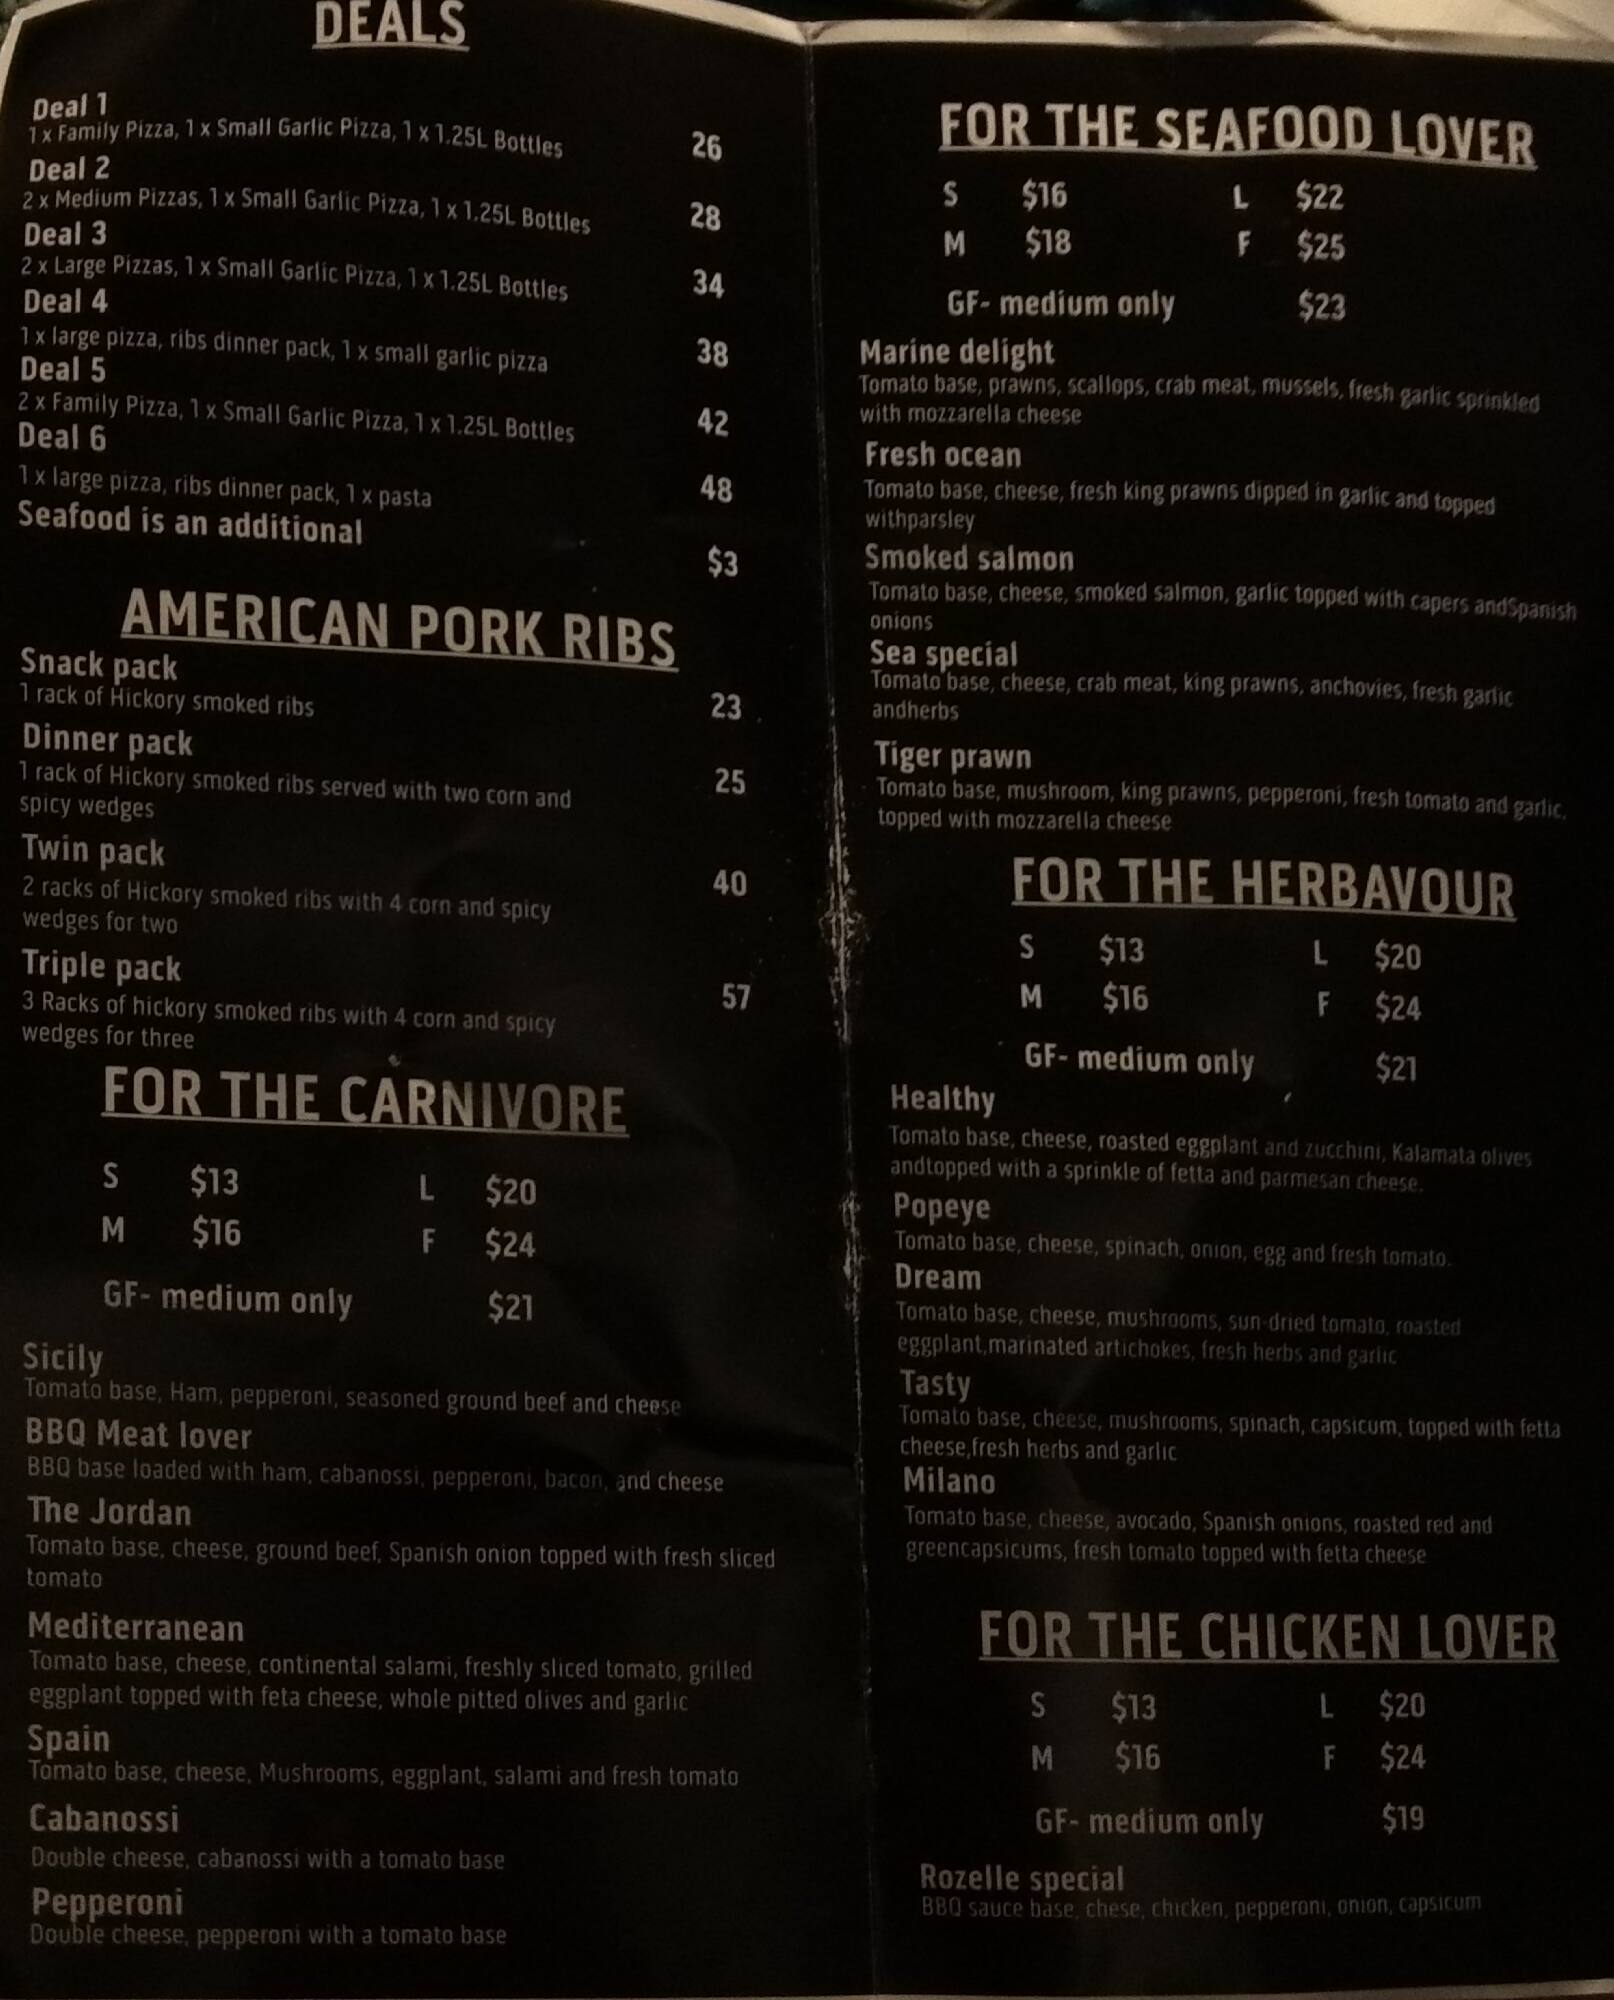 DEALS
Deal 1
1 x Family Pizza, 1 x Small Garlic Pizza, 1 x 1.25L Bottles 26
Deal 2
2 x Medium Pizzas, 1 x Small Garlic Pizza, 1 x 1.25L Bottles 28
Deal 3
2 x Large Pizzas, 1 x Small Garlic Pizza, 1 x 1.25L Bottles 34
Deal 4
1 x large pizza, ribs dinner pack, 1 x small garlic pizza 38
Deal 5
2 x Family Pizza, 1 x Small Garlic Pizza, 1 x 1.25L Bottles 42
Deal 6
1 x large pizza, ribs dinner pack, 1 x pasta 48
Seafood is an additional $3
AMERICAN PORK RIBS
Snack pack
1 rack of Hickory smoked ribs 23
Dinner pack
1 rack of Hickory smoked ribs served with two corn and 25
spicy wedges
Twin pack
2 racks of Hickory smoked ribs with 4 corn and spicy 40
wedges for two
Triple pack
3 Racks of hickory smoked ribs with 4 corn and spicy 57
wedges for three
FOR THE CARNIVORE
S $13 L $20
M $16 F $24
GF- medium only $21
Sicily
Tomato base, Ham, pepperoni, seasoned ground beef and cheese
BBQ Meat lover
BBQ base loaded with ham, cabanossi, pepperoni, bacon, and cheese
The Jordan
Tomato base, cheese, ground beef, Spanish onion topped with fresh sliced
tomato
Mediterranean
Tomato base, cheese, continental salami, freshly sliced tomato, grilled
eggplant topped with feta cheese, whole pitted olives and garlic
Spain
Tomato base, cheese, Mushrooms, eggplant, salami and fresh tomato
Cabanossi
Double cheese, cabanossi with a tomato base
Pepperoni
Double cheese, pepperoni with a tomato base
FOR THE SEAFOOD LOVER
S $16 L $22
M $18 F $25
GF- medium only $23
Marine delight
Tomato base, prawns, scallops, crab meat, mussels, fresh garlic sprinkled
with mozzarella cheese
Fresh ocean
Tomato base, cheese, fresh king prawns dipped in garlic and topped
withparsley
Smoked salmon
Tomato base, cheese, smoked salmon, garlic topped with capers andSpanish
onions
Sea special
Tomato base, cheese, crab meat, king prawns, anchovies, fresh garlic
andherbs
Tiger prawn
Tomato base, mushroom, king prawns, pepperoni, fresh tomato and garlic,
topped with mozzarella cheese
FOR THE HERBAVOUR
S $13 L $20
M $16 F $24
GF- medium only $21
Healthy
Tomato base, cheese, roasted eggplant and zucchini, Kalamata olives
andtopped with a sprinkle of fetta and parmesan cheese.
Popeye
Tomato base, cheese, spinach, onion, egg and fresh tomato.
Dream
Tomato base, cheese, mushrooms, sun-dried tomato, roasted
eggplant,marinated artichokes, fresh herbs and garlic
Tasty
Tomato base, cheese, mushrooms, spinach, capsicum, topped with fetta
cheese,fresh herbs and garlic
Milano
Tomato base, cheese, avocado, Spanish onions, roasted red and
greencapsicums, fresh tomato topped with fetta cheese
FOR THE CHICKEN LOVER
S $13 L $20
M $16 F $24
GF- medium only $19
Rozelle special
BBQ sauce base, chese, chicken, pepperoni, onion, capsicum